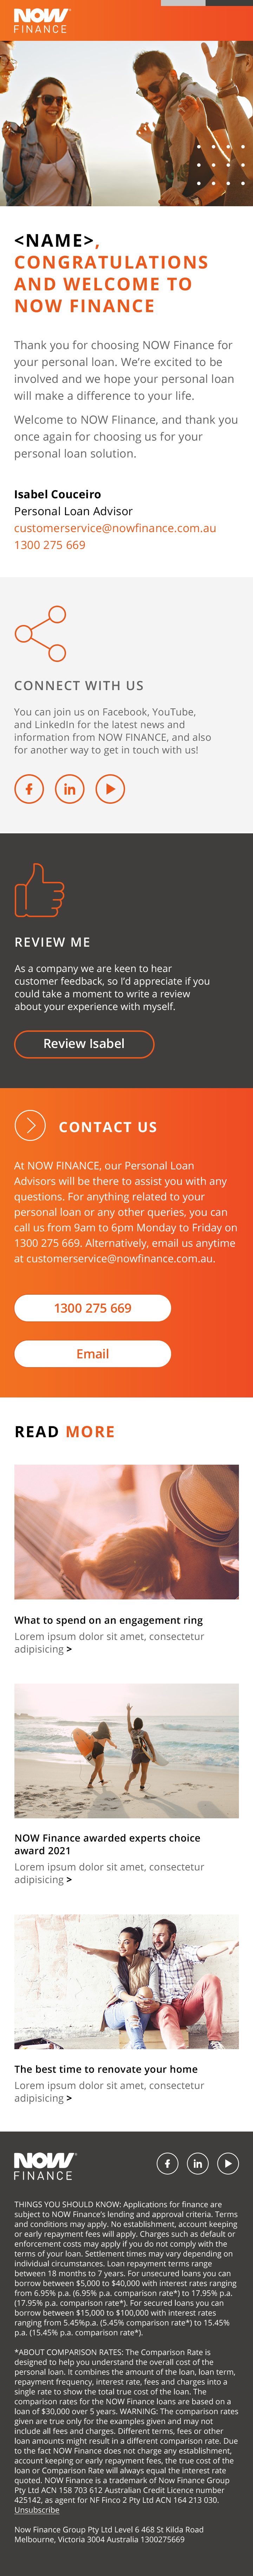 NOW
FINANCE
<NAME>,
CONGRATULATIONS
AND WELCOME TO
NOW FINANCE
Thank you for choosing NOW Finance for
your personal loan. We're excited to be
involved and we hope your personal loan
will make a difference to your life.
Welcome to NOW FIinance, and thank you
once again for choosing us for your
personal loan solution.
Isabel Couceiro
Personal Loan Advisor
customerservice@nowfinance.com.au
1300 275 669
CONNECT WITH US
You can join us on Facebook, YouTube,
and LinkedIn for the latest news and
information from NOW FINANCE, and also
for another way to get in touch with us!
f in
REVIEW ME
As a company we are keen to hear
customer feedback, so I'd appreciate if you
could take a moment to write a review
about your experience with myself.
Review Isabel
CONTACT US
At NOW FINANCE, our Personal Loan
Advisors will be there to assist you with any
questions. For anything related to your
personal loan or any other queries, you can
call us from 9am to 6pm Monday to Friday on
1300 275 669. Alternatively, email us anytime
at customerservice@nowfinance.com.au.
1300 275 669
Email
READ MORE
What to spend on an engagement ring
Lorem ipsum dolor sit amet, consectetur
adipisicing >
NOW Finance awarded experts choice
award 2021
Lorem ipsum dolor sit amet, consectetur
adipisicing >
The best time to renovate your home
Lorem ipsum dolor sit amet, consectetur
adipisicing >
NOW
FINANCE
f in
THINGS YOU SHOULD KNOW: Applications for finance are
subject to NOW Finance's lending and approval criteria. Terms
and conditions may apply. No establishment, account keeping
or early repayment fees will apply. Charges such as default or
enforcement costs may apply if you do not comply with the
terms of your loan. Settlement times may vary depending on
individual circumstances. Loan repayment terms range
between 18 months to 7 years. For unsecured loans you can
borrow between $5,000 to $40,000 with interest rates ranging
from 6.95% p.a. (6.95% p.a. comparison rate*) to 17.95% p.a.
(17.95% p.a. comparison rate*). For secured loans you can
borrow between $15,000 to $100,000 with interest rates
ranging from 5.45%p.a. (5.45% comparison rate*) to 15.45%
p.a. (15.45% p.a. comparison rate*).
*ABOUT COMPARISON RATES: The Comparison Rate is
designed to help you understand the overall cost of the
personal loan. It combines the amount of the loan, loan term,
repayment frequency, interest rate, fees and charges into a
single rate to show the total true cost of the loan. The
comparison rates for the NOW Finance loans are based on a
loan of $30,000 over 5 years. WARNING: The comparison rates
given are true only for the examples given and may not
include all fees and charges. Different terms, fees or other
loan amounts might result in a different comparison rate. Due
to the fact NOW Finance does not charge any establishment,
account keeping or early repayment fees, the true cost of the
loan or Comparison Rate will always equal the interest rate
quoted. NOW Finance is a trademark of Now Finance Group
Pty Ltd ACN 158 703 612 Australian Credit Licence number
425142, as agent for NF Finco 2 Pty Ltd ACN 164 213 030.
Unsubscribe
Now Finance Group Pty Ltd Level 6 468 St Kilda Road
Melbourne, Victoria 3004 Australia 1300275669